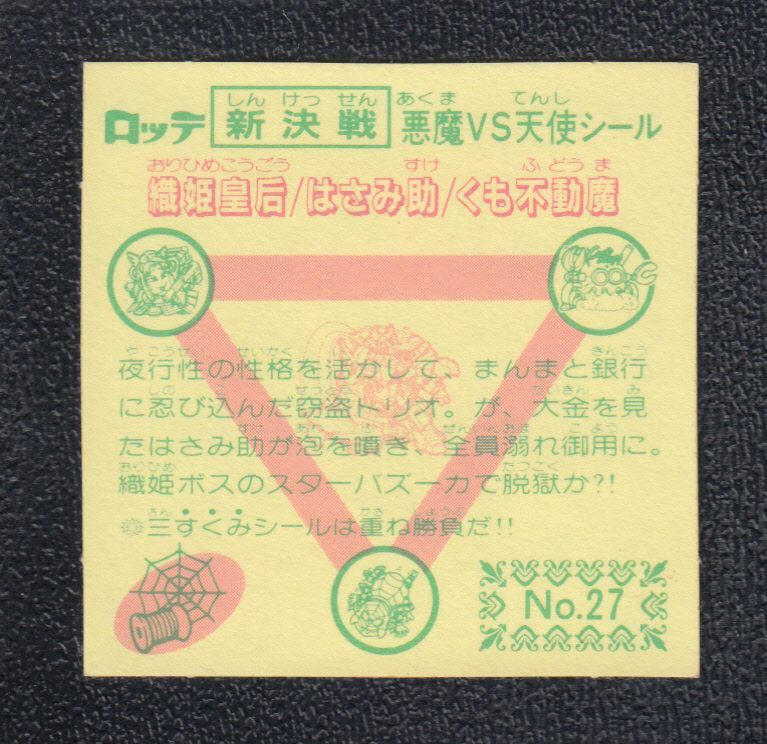 ロッテ 新決戦 悪魔VS天使シール
織姫皇后/はさみ助/くも不動魔
夜行性の性格を活かして、まんまと銀行
に忍び込んだ窃盗トリオ。が、大金を見
たはさみ助が泡を噴き、全員溺れ御用に。
織姫ボスのスターバズーカで脱獄か?!
三すくみシールは重ね勝負だ!!
No.27